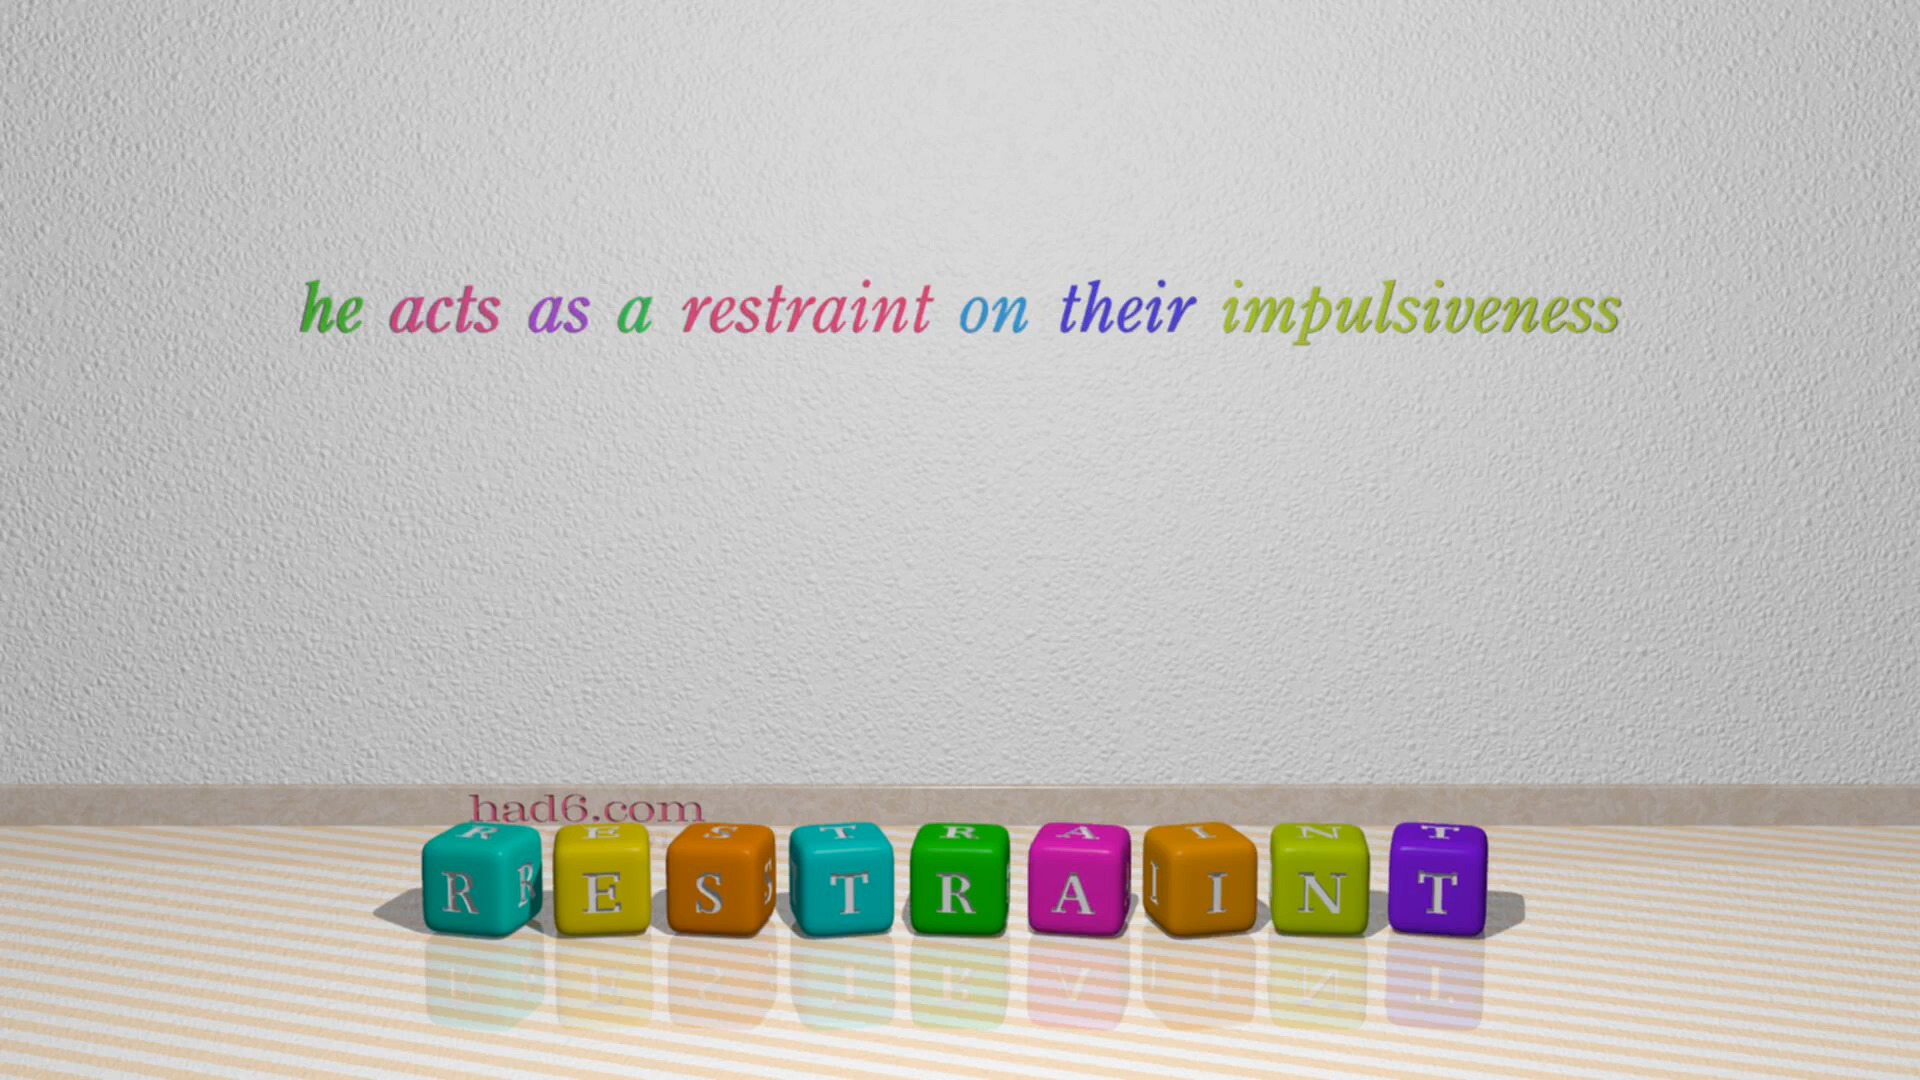 he acts as a restraint on their impulsiveness
had6.com
RESTRAINT